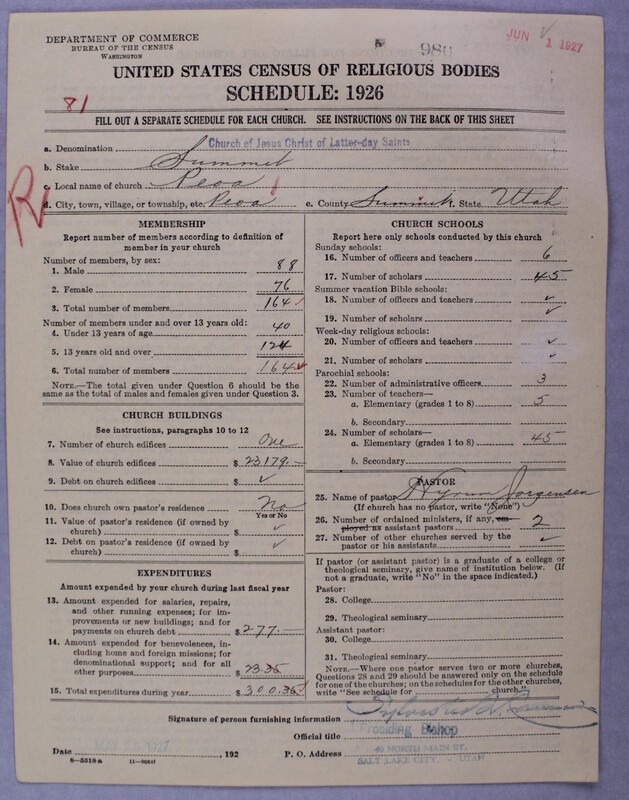 DEPARTMENT OF COMMERCE
BUREAU OF THE CENSUS
WASHINGTON
980
JUN 1 1927
UNITED STATES CENSUS OF RELIGIOUS BODIES
SCHEDULE: 1926
81
FILL OUT A SEPARATE SCHEDULE FOR EACH CHURCH. SEE INSTRUCTIONS ON THE BACK OF THIS SHEET
a. Denomination Church of Jesus Christ of Latter-day Saints
b. Stake Summit
c. Local name of church Peoa
R
d. City, town, village, or township, etc. Peoa e. County Summit f. State Utah
MEMBERSHIP
Report number of members according to definition of
member in your church
Number of members, by sex:
1. Male 88
2. Female 76
3. Total number of members 164
Number of members under and over 13 years old:
4. Under 13 years of age 40
5. 13 years old and over 124
6. Total number of members 164
NOTE.—The total given under Question 6 should be the
same as the total of males and females given under Question 3.
CHURCH BUILDINGS
See instructions, paragraphs 10 to 12
7. Number of church edifices One
8. Value of church edifices $ 23179.—
9. Debt on church edifices $ ✓
10. Does church own pastor's residence No
Yes or No
11. Value of pastor's residence (if owned by
church) $ ✓
12. Debt on pastor's residence (if owned by
church) $ ✓
EXPENDITURES
Amount expended by your church during last fiscal year
13. Amount expended for salaries, repairs,
and other running expenses; for im-
provements or new buildings; and for
payments on church debt $ 277.
14. Amount expended for benevolences, in-
cluding home and foreign missions; for
denominational support; and for all
other purposes $ 23.35
15. Total expenditures during year $ 300.35
CHURCH SCHOOLS
Report here only schools conducted by this church
Sunday schools:
16. Number of officers and teachers 6
17. Number of scholars 45
Summer vacation Bible schools:
18. Number of officers and teachers ✓
19. Number of scholars ✓
Week-day religious schools:
20. Number of officers and teachers ✓
21. Number of scholars ✓
Parochial schools:
22. Number of administrative officers 3
23. Number of teachers—
a. Elementary (grades 1 to 8) 5
b. Secondary
24. Number of scholars—
a. Elementary (grades 1 to 8) 45
b. Secondary
PASTOR
25. Name of pastor Hyrum Jorgensen
(If church has no pastor, write "None")
26. Number of ordained ministers, if any, em-
ployed as assistant pastors 2
27. Number of other churches served by the
pastor or his assistants ✓
If pastor (or assistant pastor) is a graduate of a college or
theological seminary, give name of institution below. (If
not a graduate, write "No" in the space indicated.)
Pastor:
28. College
29. Theological seminary
Assistant pastor:
30. College
31. Theological seminary
NOTE.—Where one pastor serves two or more churches,
Questions 28 and 29 should be answered only on the schedule
for one of the churches; on the schedules for the other churches,
write "See schedule for church."
Signature of person furnishing information
Official title Presiding Bishop
Date MAY 1927, 192 P. O. Address 40 NORTH MAIN ST.
SALT LAKE CITY, - UTAH
8—5518a 11—9084f